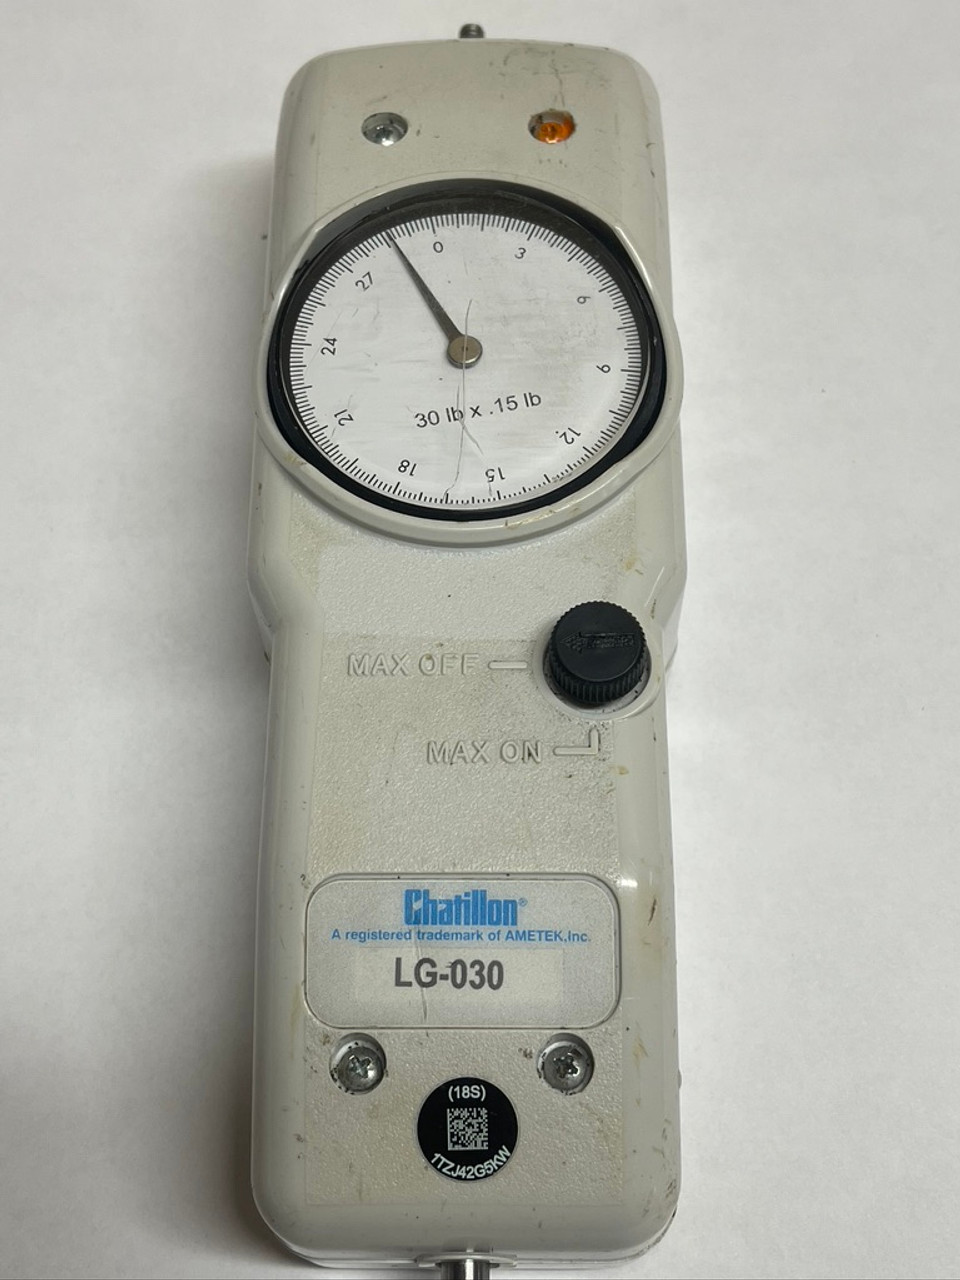 0
3
6
9
12
15
18
21
24
27
30 lb x .15 lb
MAX OFF
MAX ON
Chatillon®
A registered trademark of AMETEK,Inc.
LG-030
(18S)
1TZJ42G5KW